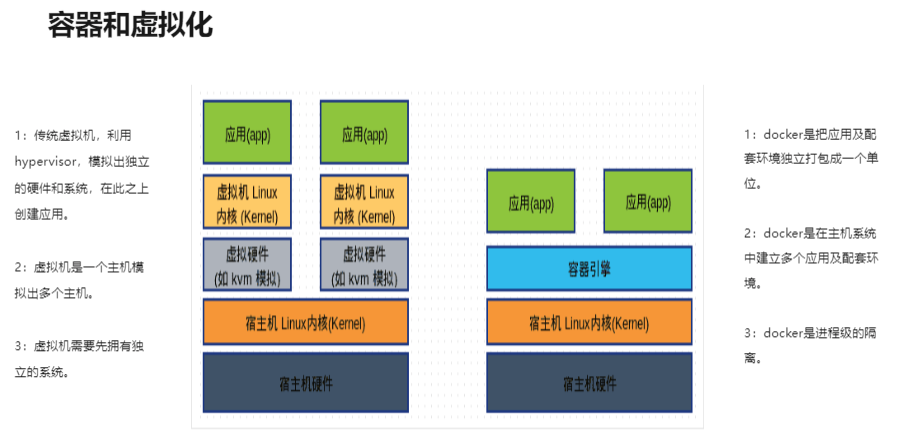 容器和虚拟化
1：传统虚拟机，利用
hypervisor，模拟出独立
的硬件和系统，在此之上
创建应用。
2：虚拟机是一个主机模
拟出多个主机。
3：虚拟机需要先拥有独
立的系统。
应用(app)
应用(app)
虚拟机 Linux
内核 (Kernel)
虚拟机 Linux
内核 (Kernel)
虚拟硬件
(如 kvm 模拟)
虚拟硬件
(如 kvm 模拟)
宿主机 Linux内核(Kernel)
宿主机硬件
应用(app)
应用(app)
容器引擎
宿主机 Linux内核(Kernel)
宿主机硬件
1：docker是把应用及配
套环境独立打包成一个单
位。
2：docker是在主机系统
中建立多个应用及配套环
境。
3：docker是进程级的隔
离。